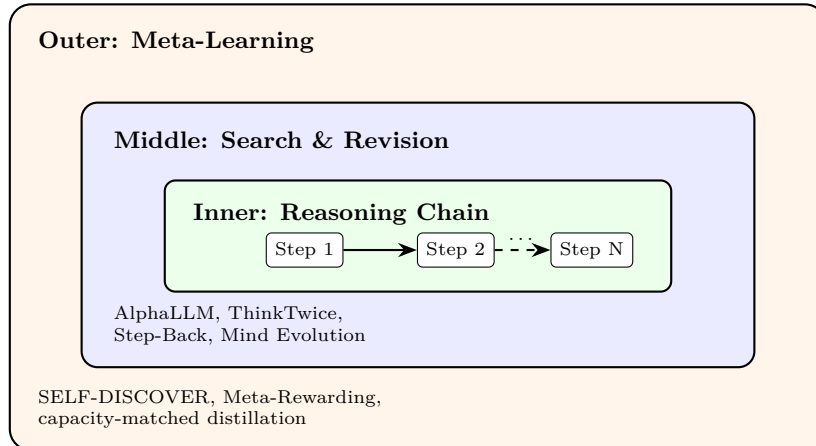 Outer: Meta-Learning
Middle: Search & Revision
Inner: Reasoning Chain
Step 1
Step 2
...
Step N
AlphaLLM, ThinkTwice,
Step-Back, Mind Evolution
SELF-DISCOVER, Meta-Rewarding,
capacity-matched distillation